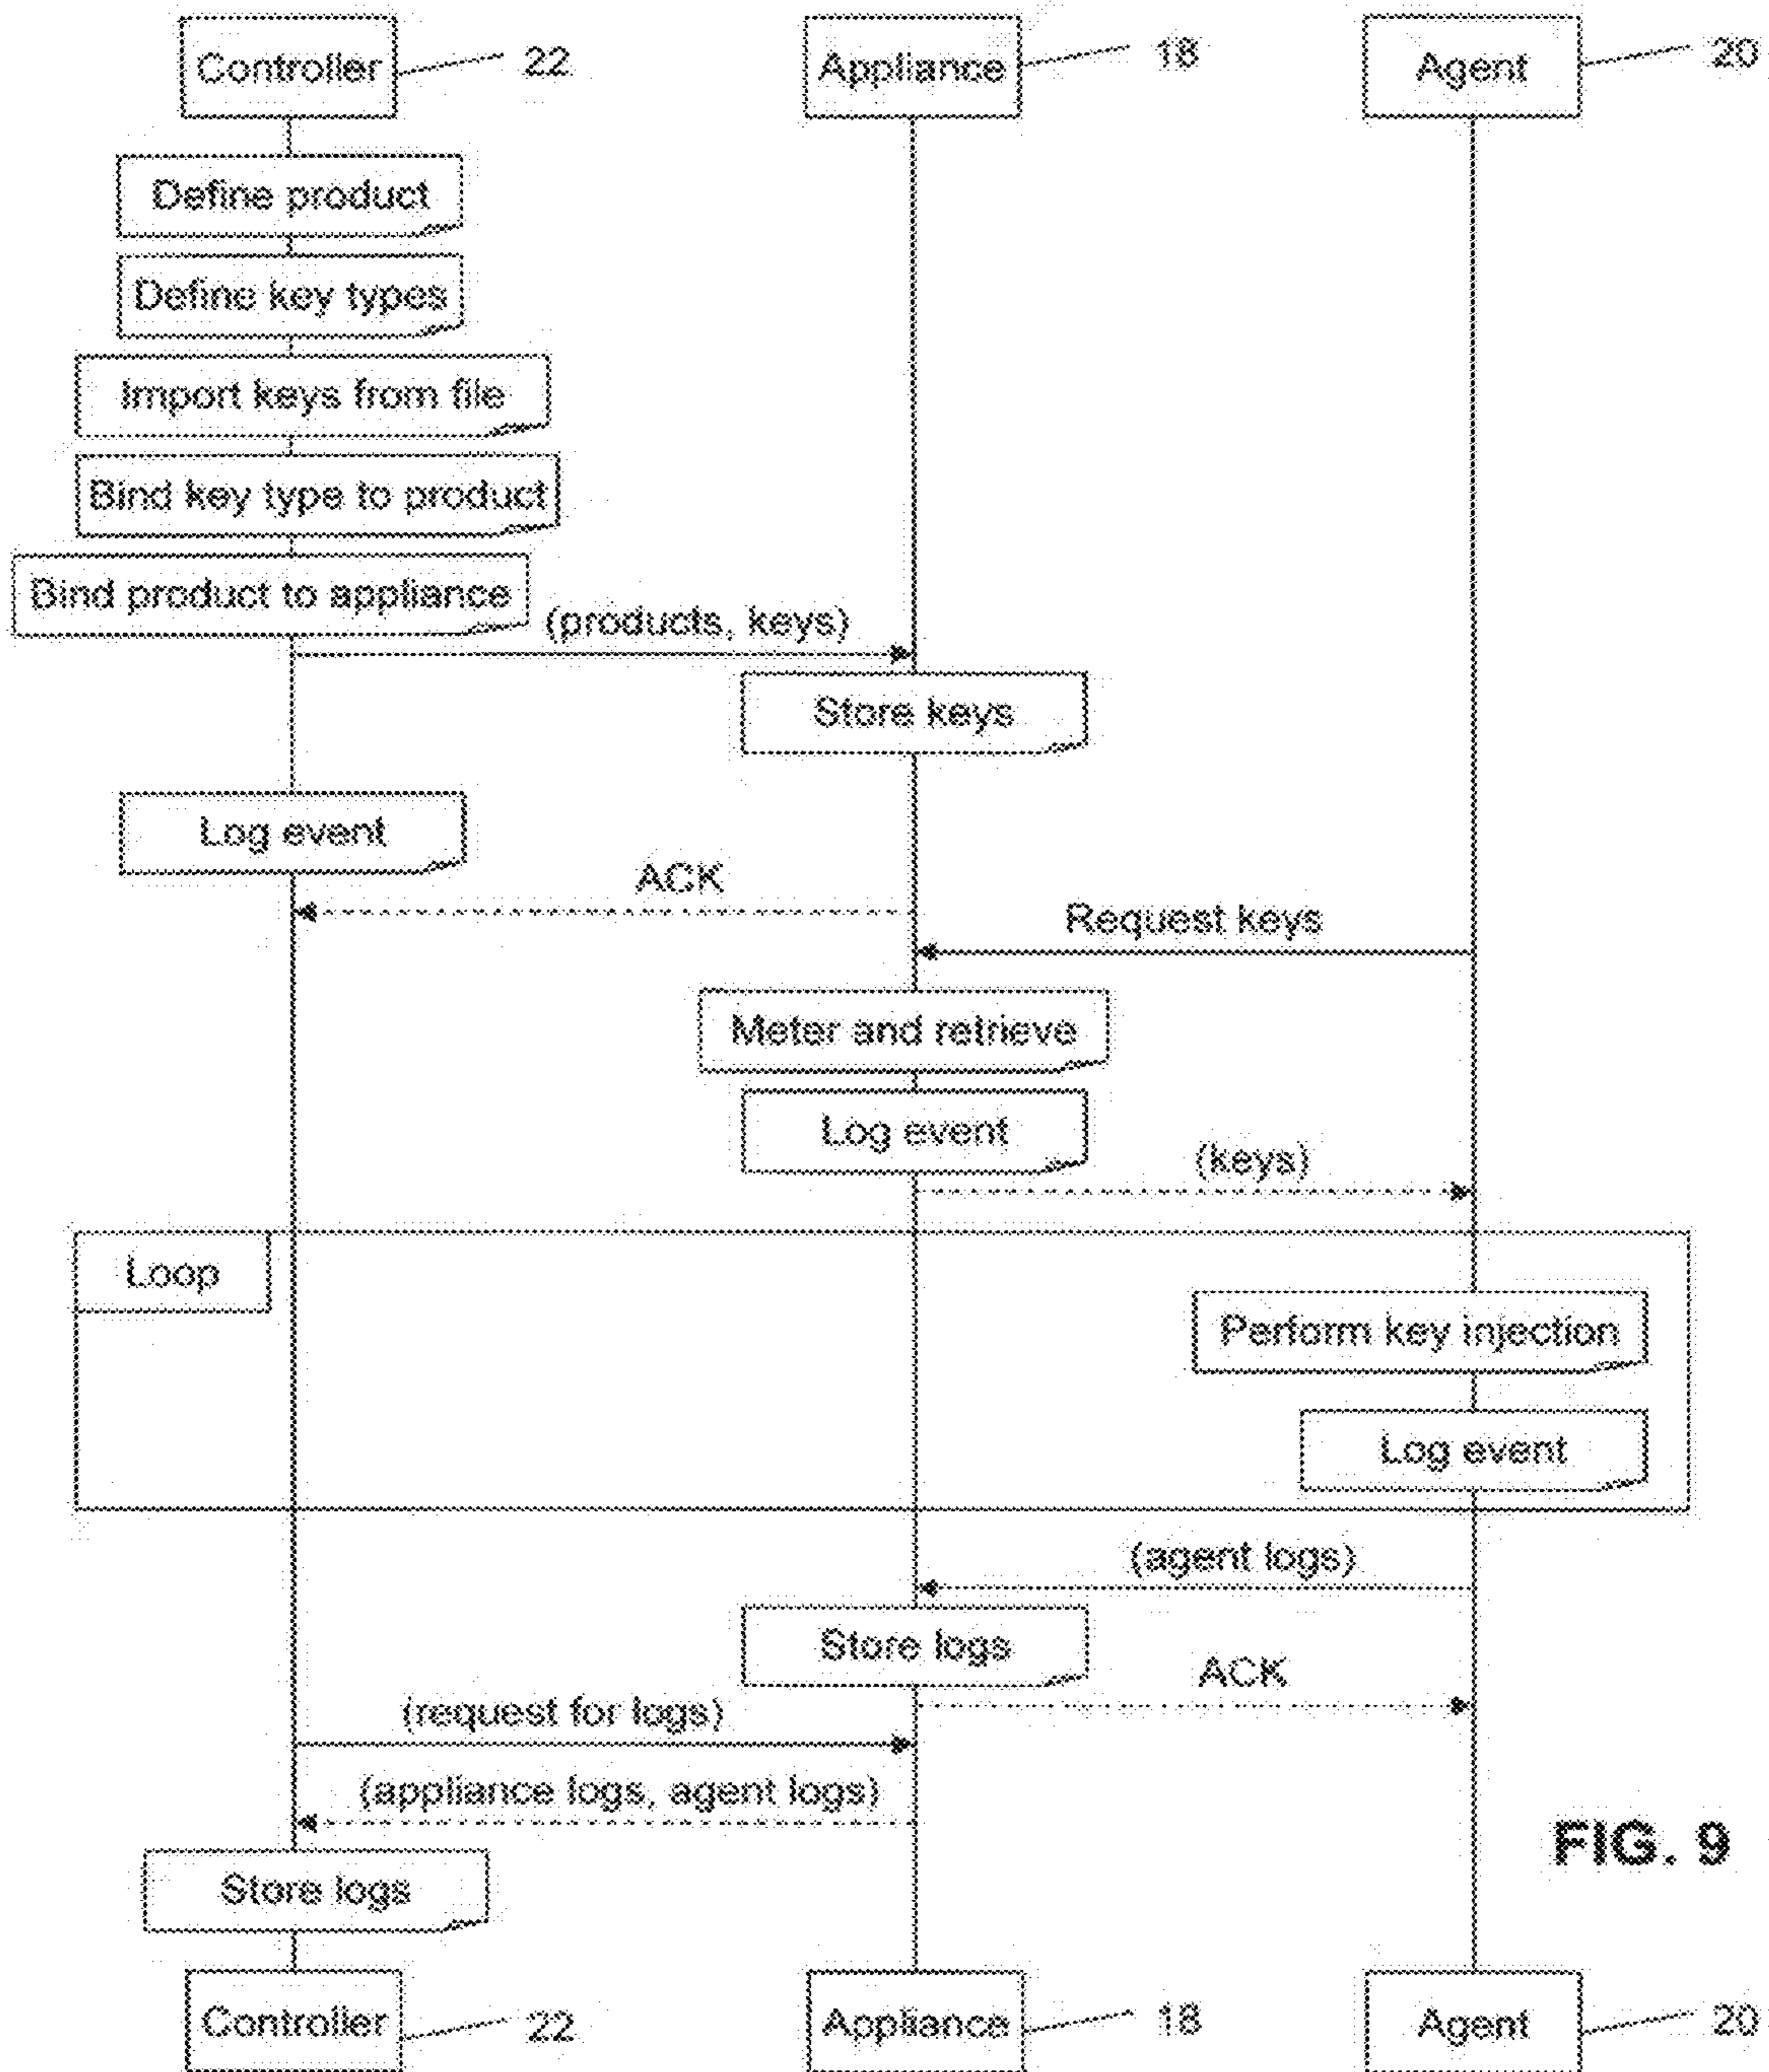 Controller 22 Appliance 18 Agent 20
Define product
Define key types
Import keys from file
Bind key type to product
Bind product to appliance
(products, keys)
Store keys
Log event
ACK
Request keys
Meter and retrieve
Log event
(keys)
Loop
Perform key injection
Log event
(agent logs)
Store logs
ACK
(request for logs)
(appliance logs, agent logs)
FIG. 9
Store logs
Controller 22 Appliance 18 Agent 20